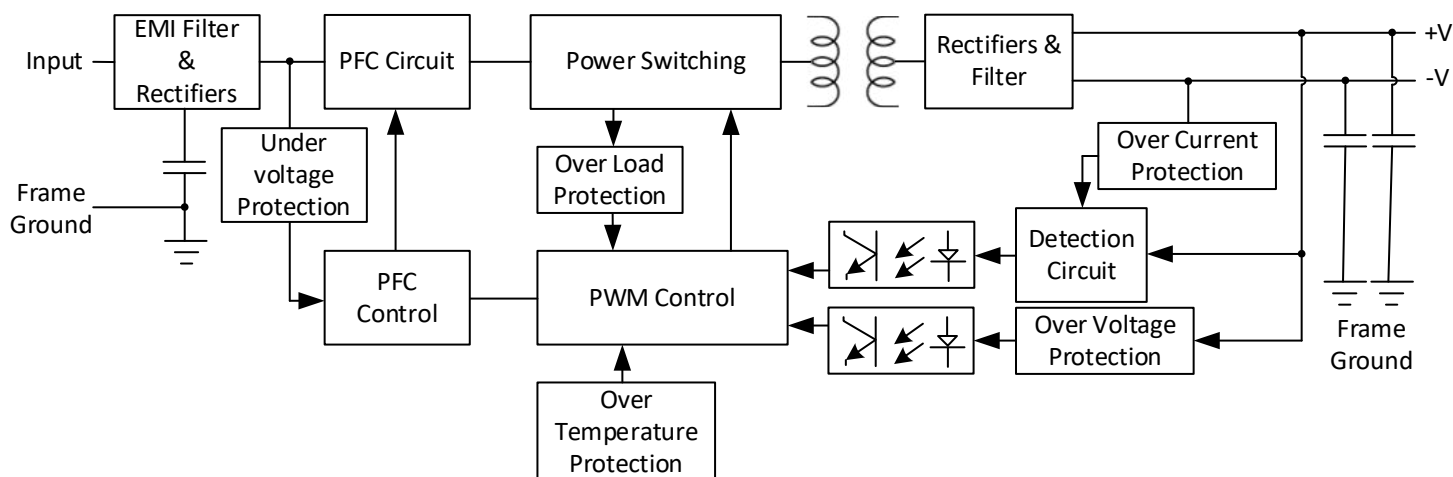 Input
EMI Filter
&
Rectifiers
PFC Circuit
Power Switching
Rectifiers &
Filter
+V
-V
Under
voltage
Protection
Over Load
Protection
Over Current
Protection
Frame
Ground
PFC
Control
PWM Control
Detection
Circuit
Over Voltage
Protection
Frame
Ground
Over
Temperature
Protection